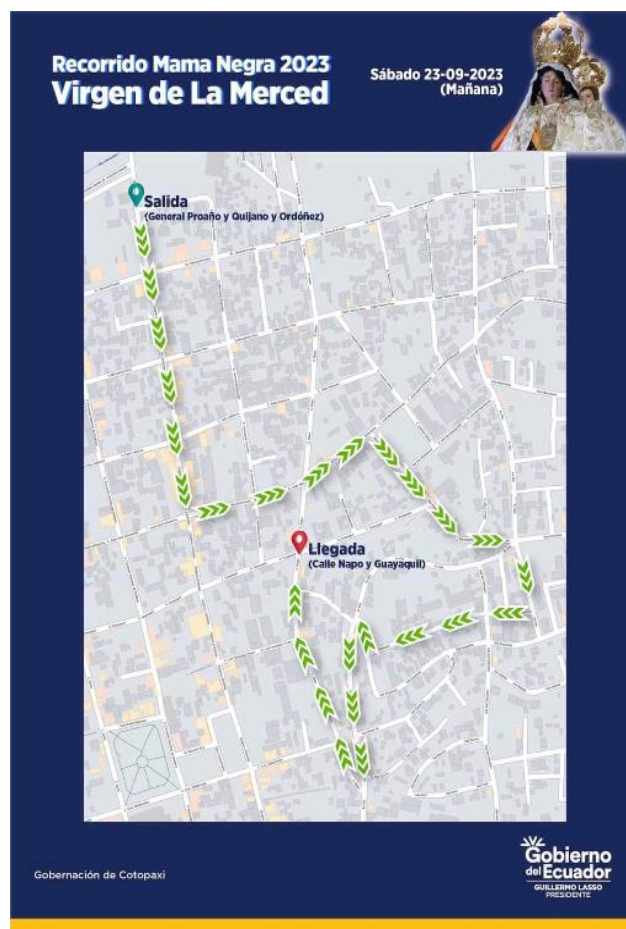 Recorrido Mama Negra 2023
Virgen de La Merced
Sábado 23-09-2023
(Mañana)
Salida
(General Proaño y Quijano y Ordóñez)
Llegada
(Calle Napo y Guayaquil)
Gobernación de Cotopaxi
Gobierno
del Ecuador
GUILLERMO LASSO
PRESIDENTE